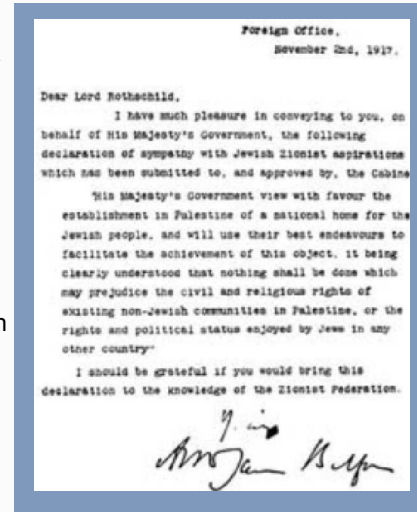 Foreign Office,
November 2nd, 1917.
Dear Lord Rothschild,
I have much pleasure in conveying to you, on
behalf of His Majesty's Government, the following
declaration of sympathy with Jewish Zionist aspirations
which has been submitted to, and approved by, the Cabine
"His Majesty's Government view with favour the
establishment in Palestine of a national home for the
Jewish people, and will use their best endeavours to
facilitate the achievement of this object, it being
clearly understood that nothing shall be done which
may prejudice the civil and religious rights of
existing non-Jewish communities in Palestine, or the
rights and political status enjoyed by Jews in any
other country"
I should be grateful if you would bring this
declaration to the knowledge of the Zionist Federation.